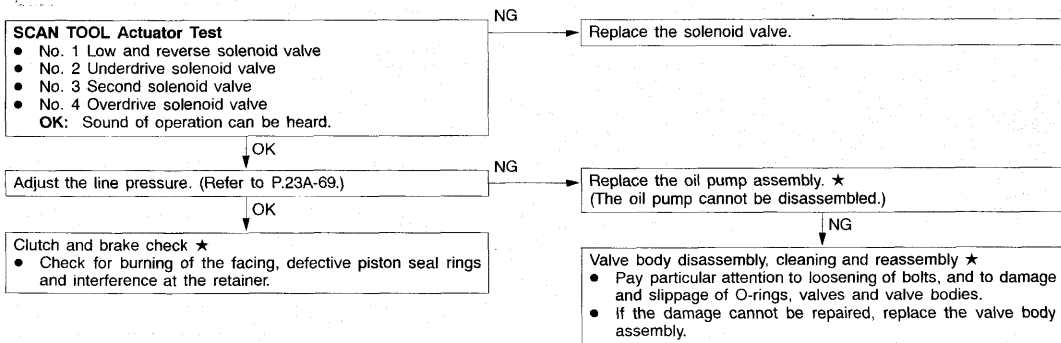 NG
SCAN TOOL Actuator Test
● No. 1 Low and reverse solenoid valve
● No. 2 Underdrive solenoid valve
● No. 3 Second solenoid valve
● No. 4 Overdrive solenoid valve
OK: Sound of operation can be heard.
Replace the solenoid valve.
OK
NG
Adjust the line pressure. (Refer to P.23A-69.)
Replace the oil pump assembly. ★
(The oil pump cannot be disassembled.)
OK
NG
Clutch and brake check ★
● Check for burning of the facing, defective piston seal rings
and interference at the retainer.
Valve body disassembly, cleaning and reassembly ★
● Pay particular attention to loosening of bolts, and to damage
and slippage of O-rings, valves and valve bodies.
● If the damage cannot be repaired, replace the valve body
assembly.